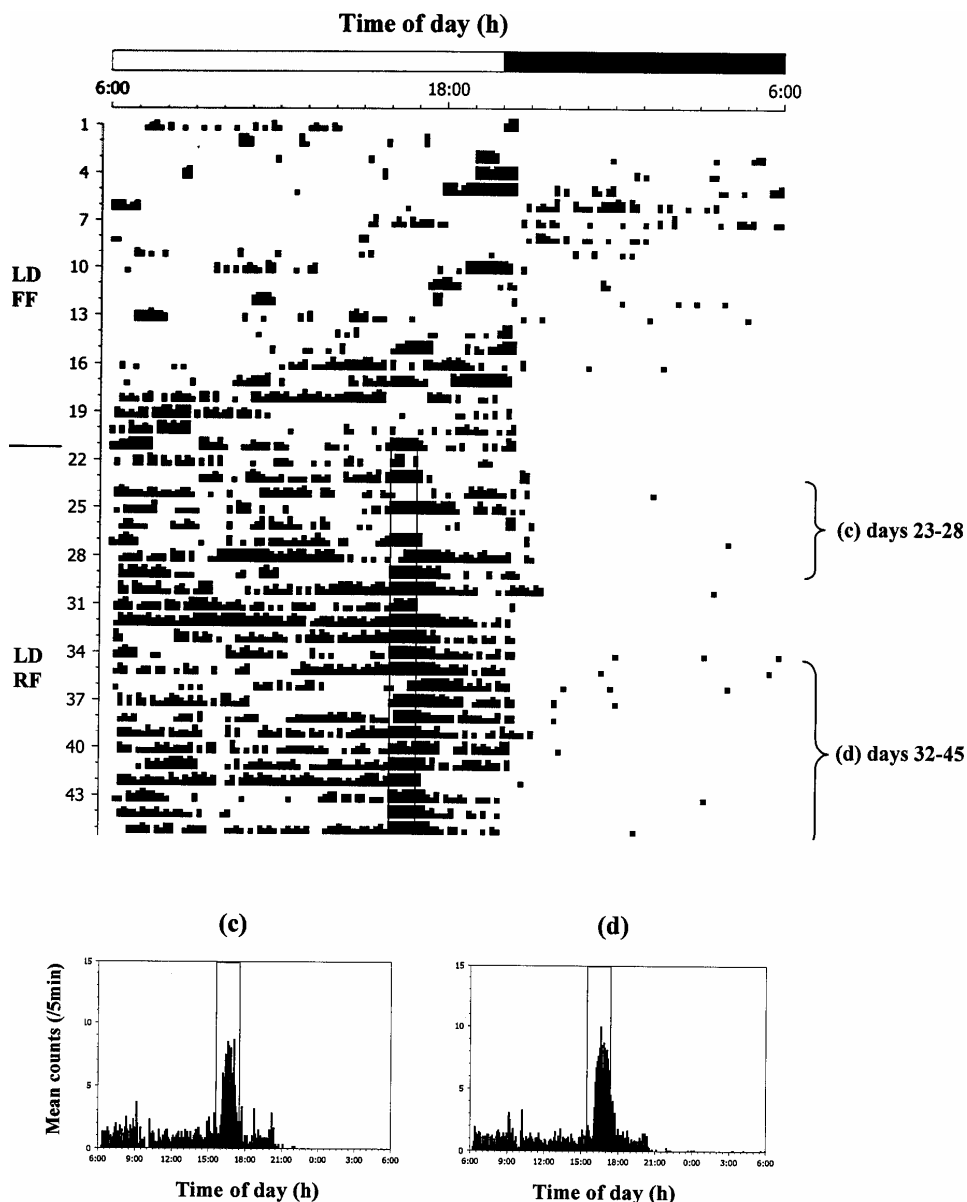 Time of day (h)
6:00 18:00 6:00
1
4
7
10
13
16
19
22
25
28
31
34
37
40
43
LD
FF
LD
RF
(c) days 23-28
(d) days 32-45
(c)
Mean counts (/5min)
15
10
5
0
6:00 9:00 12:00 15:00 18:00 21:00 0:00 3:00 6:00
Time of day (h)
(d)
15
10
5
0
6:00 9:00 12:00 15:00 18:00 21:00 0:00 3:00 6:00
Time of day (h)